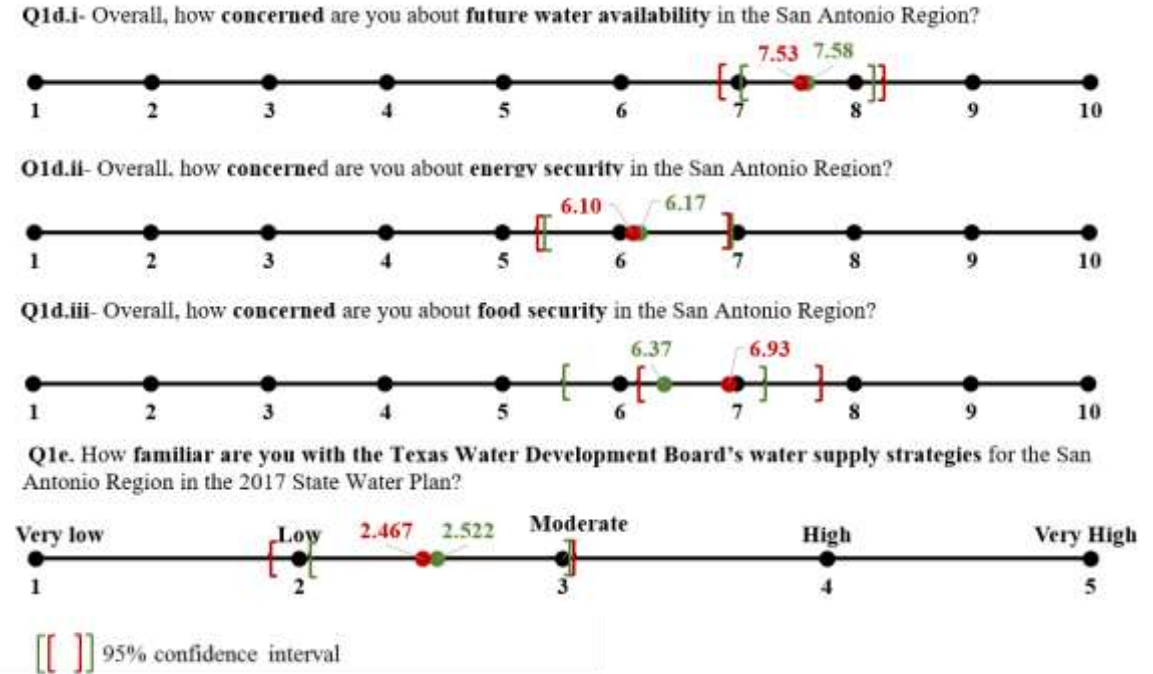 Q1d.i- Overall, how concerned are you about future water availability in the San Antonio Region?
7.53 7.58
1 2 3 4 5 6 7 8 9 10
Q1d.ii- Overall, how concerned are you about energy security in the San Antonio Region?
6.10 6.17
1 2 3 4 5 6 7 8 9 10
Q1d.iii- Overall, how concerned are you about food security in the San Antonio Region?
6.37 6.93
1 2 3 4 5 6 7 8 9 10
Q1e. How familiar are you with the Texas Water Development Board's water supply strategies for the San
Antonio Region in the 2017 State Water Plan?
Very low Low 2.467 2.522 Moderate High Very High
1 2 3 4 5
[[ ]] 95% confidence interval